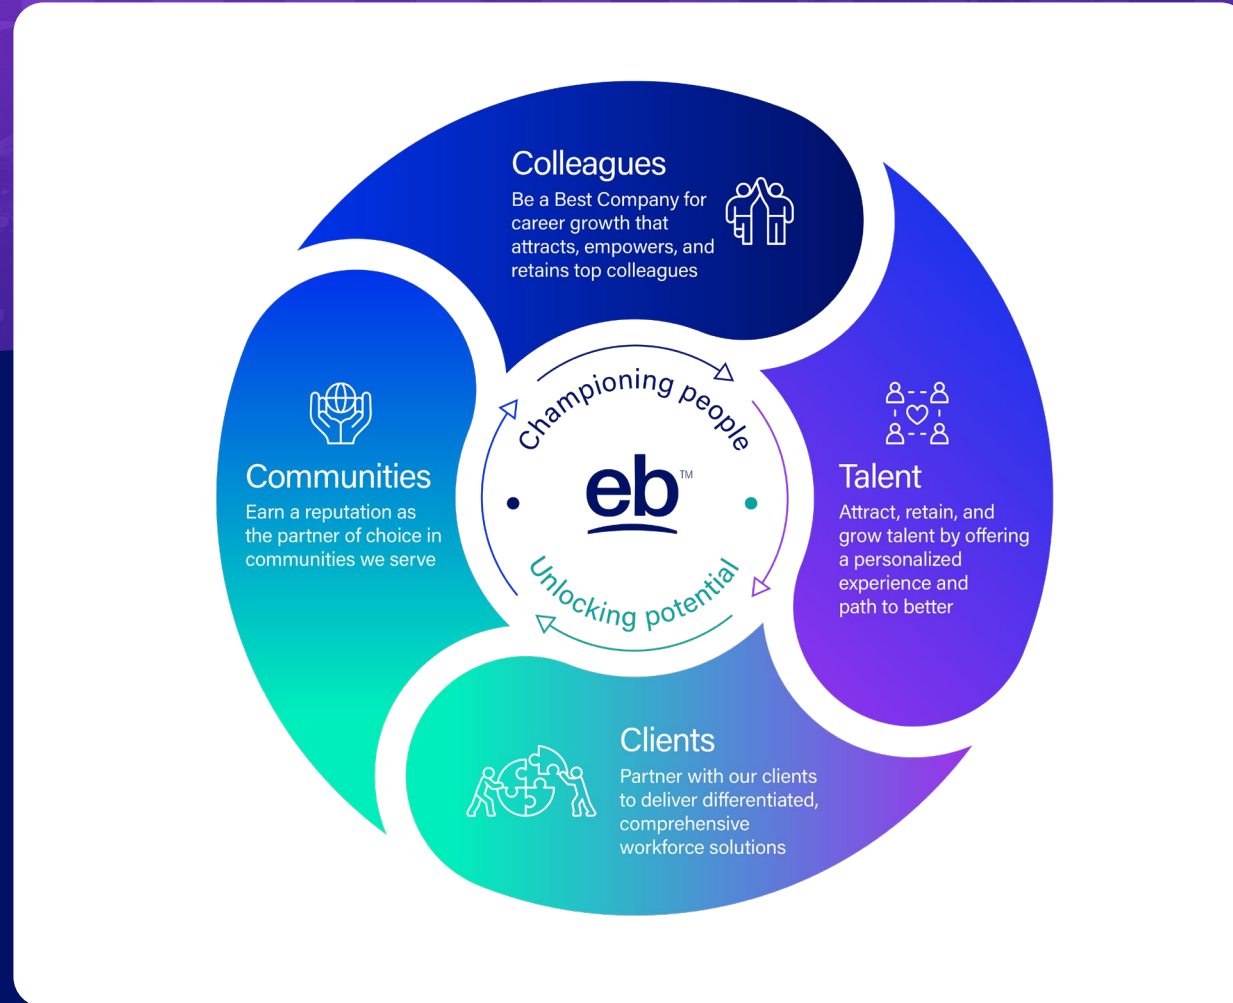 Colleagues
Be a Best Company for
career growth that
attracts, empowers, and
retains top colleagues
Talent
Attract, retain, and
grow talent by offering
a personalized
experience and
path to better
Clients
Partner with our clients
to deliver differentiated,
comprehensive
workforce solutions
Communities
Earn a reputation as
the partner of choice in
communities we serve
Championing people
eb™
Unlocking potential